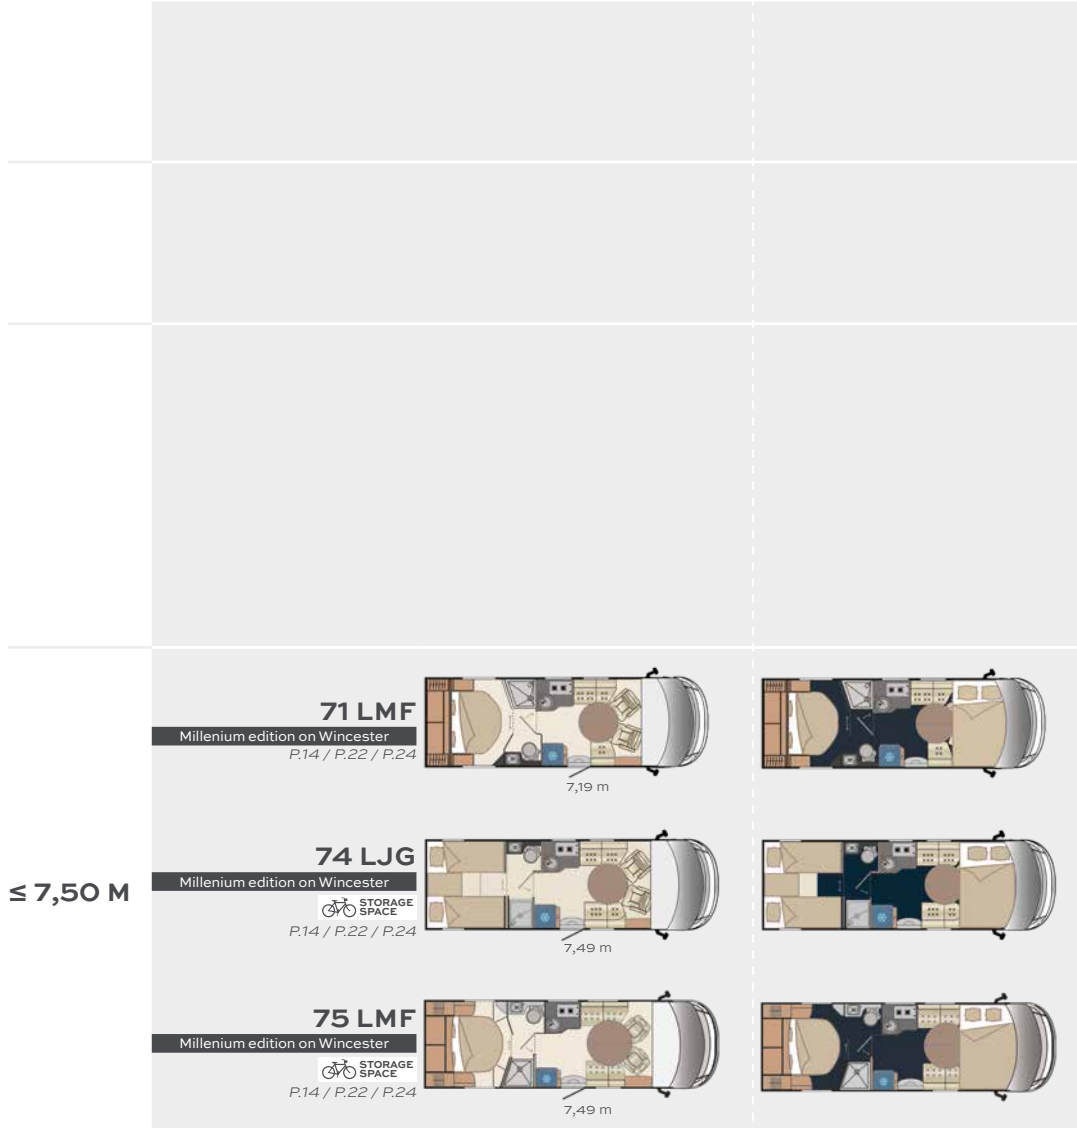 71 LMF
Millenium edition on Wincester
P.14 / P.22 / P.24
7,19 m
≤ 7,50 M
74 LJG
Millenium edition on Wincester
STORAGE
SPACE
P.14 / P.22 / P.24
7,49 m
75 LMF
Millenium edition on Wincester
STORAGE
SPACE
P.14 / P.22 / P.24
7,49 m